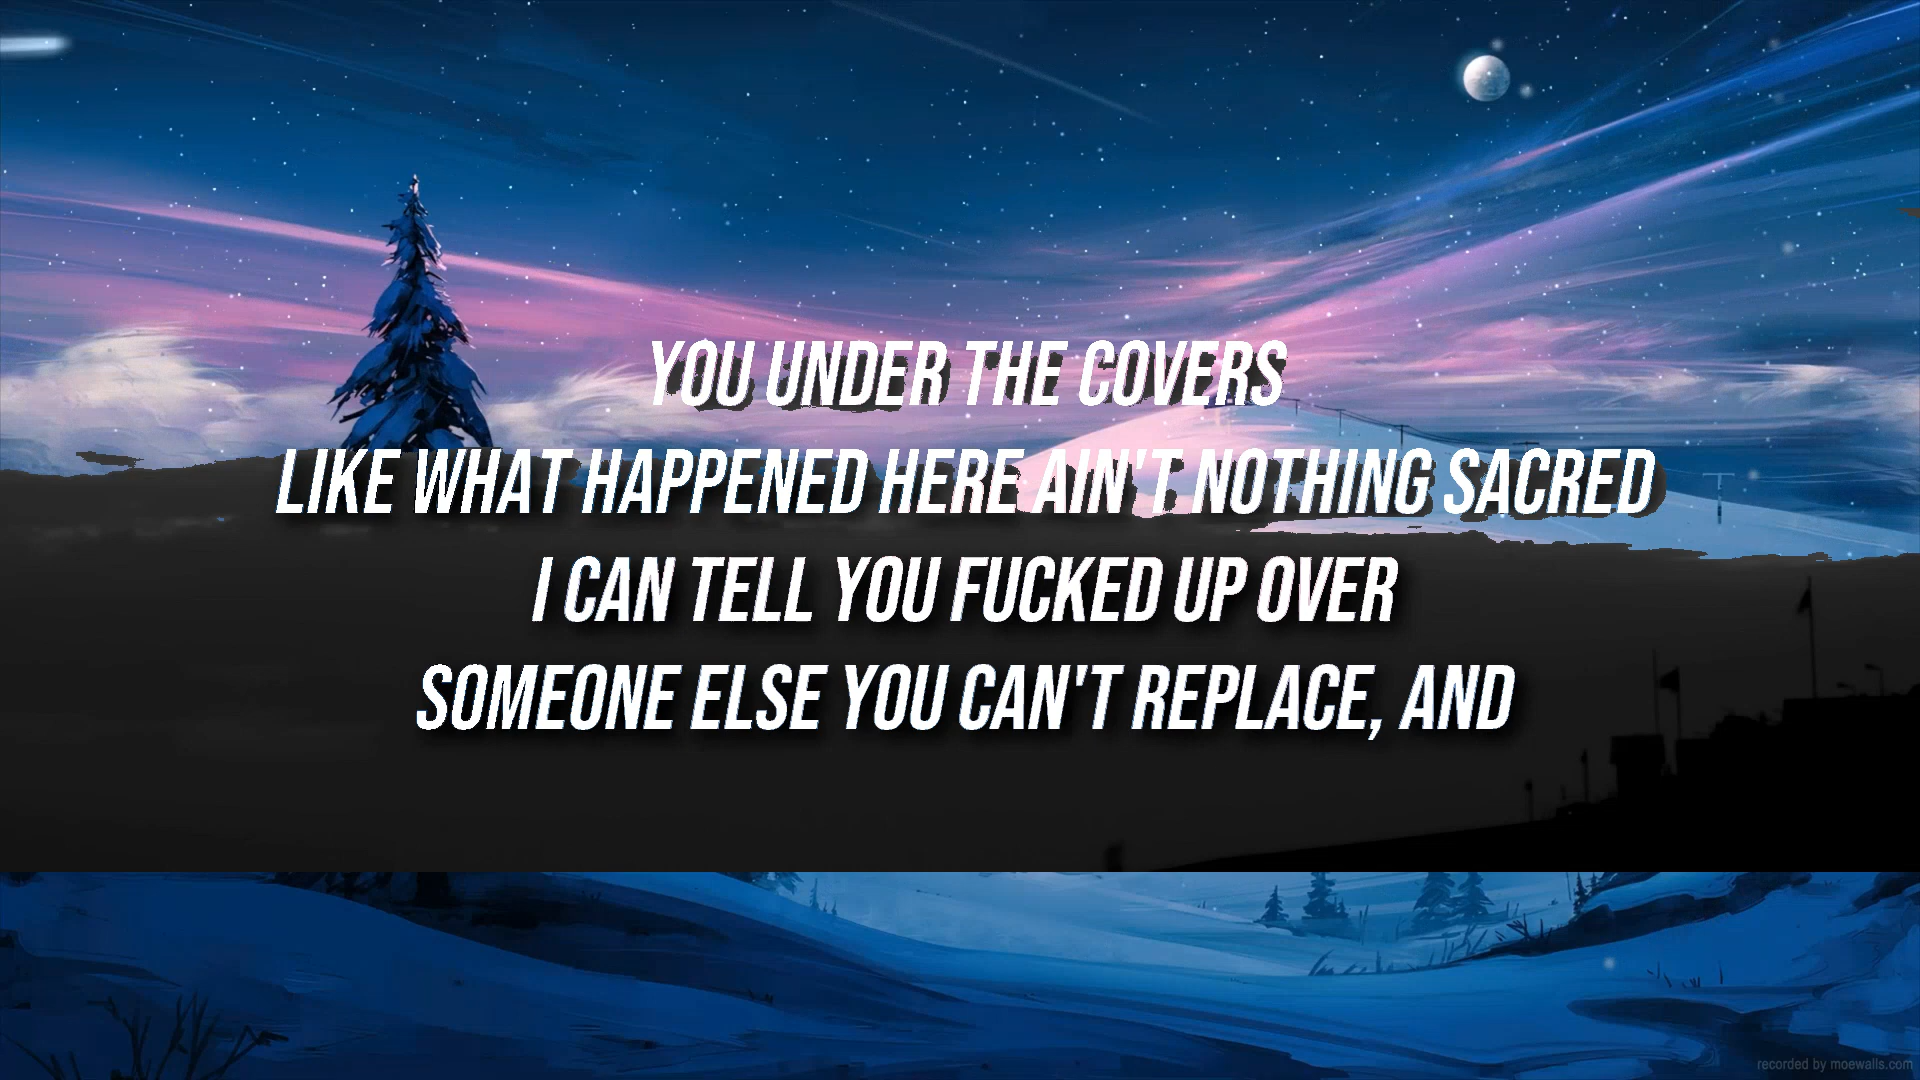 YOU UNDER THE COVERS
LIKE WHAT HAPPENED HERE AIN'T NOTHING SACRED
I CAN TELL YOU FUCKED UP OVER
SOMEONE ELSE YOU CAN'T REPLACE, AND
recorded by moewalls.com